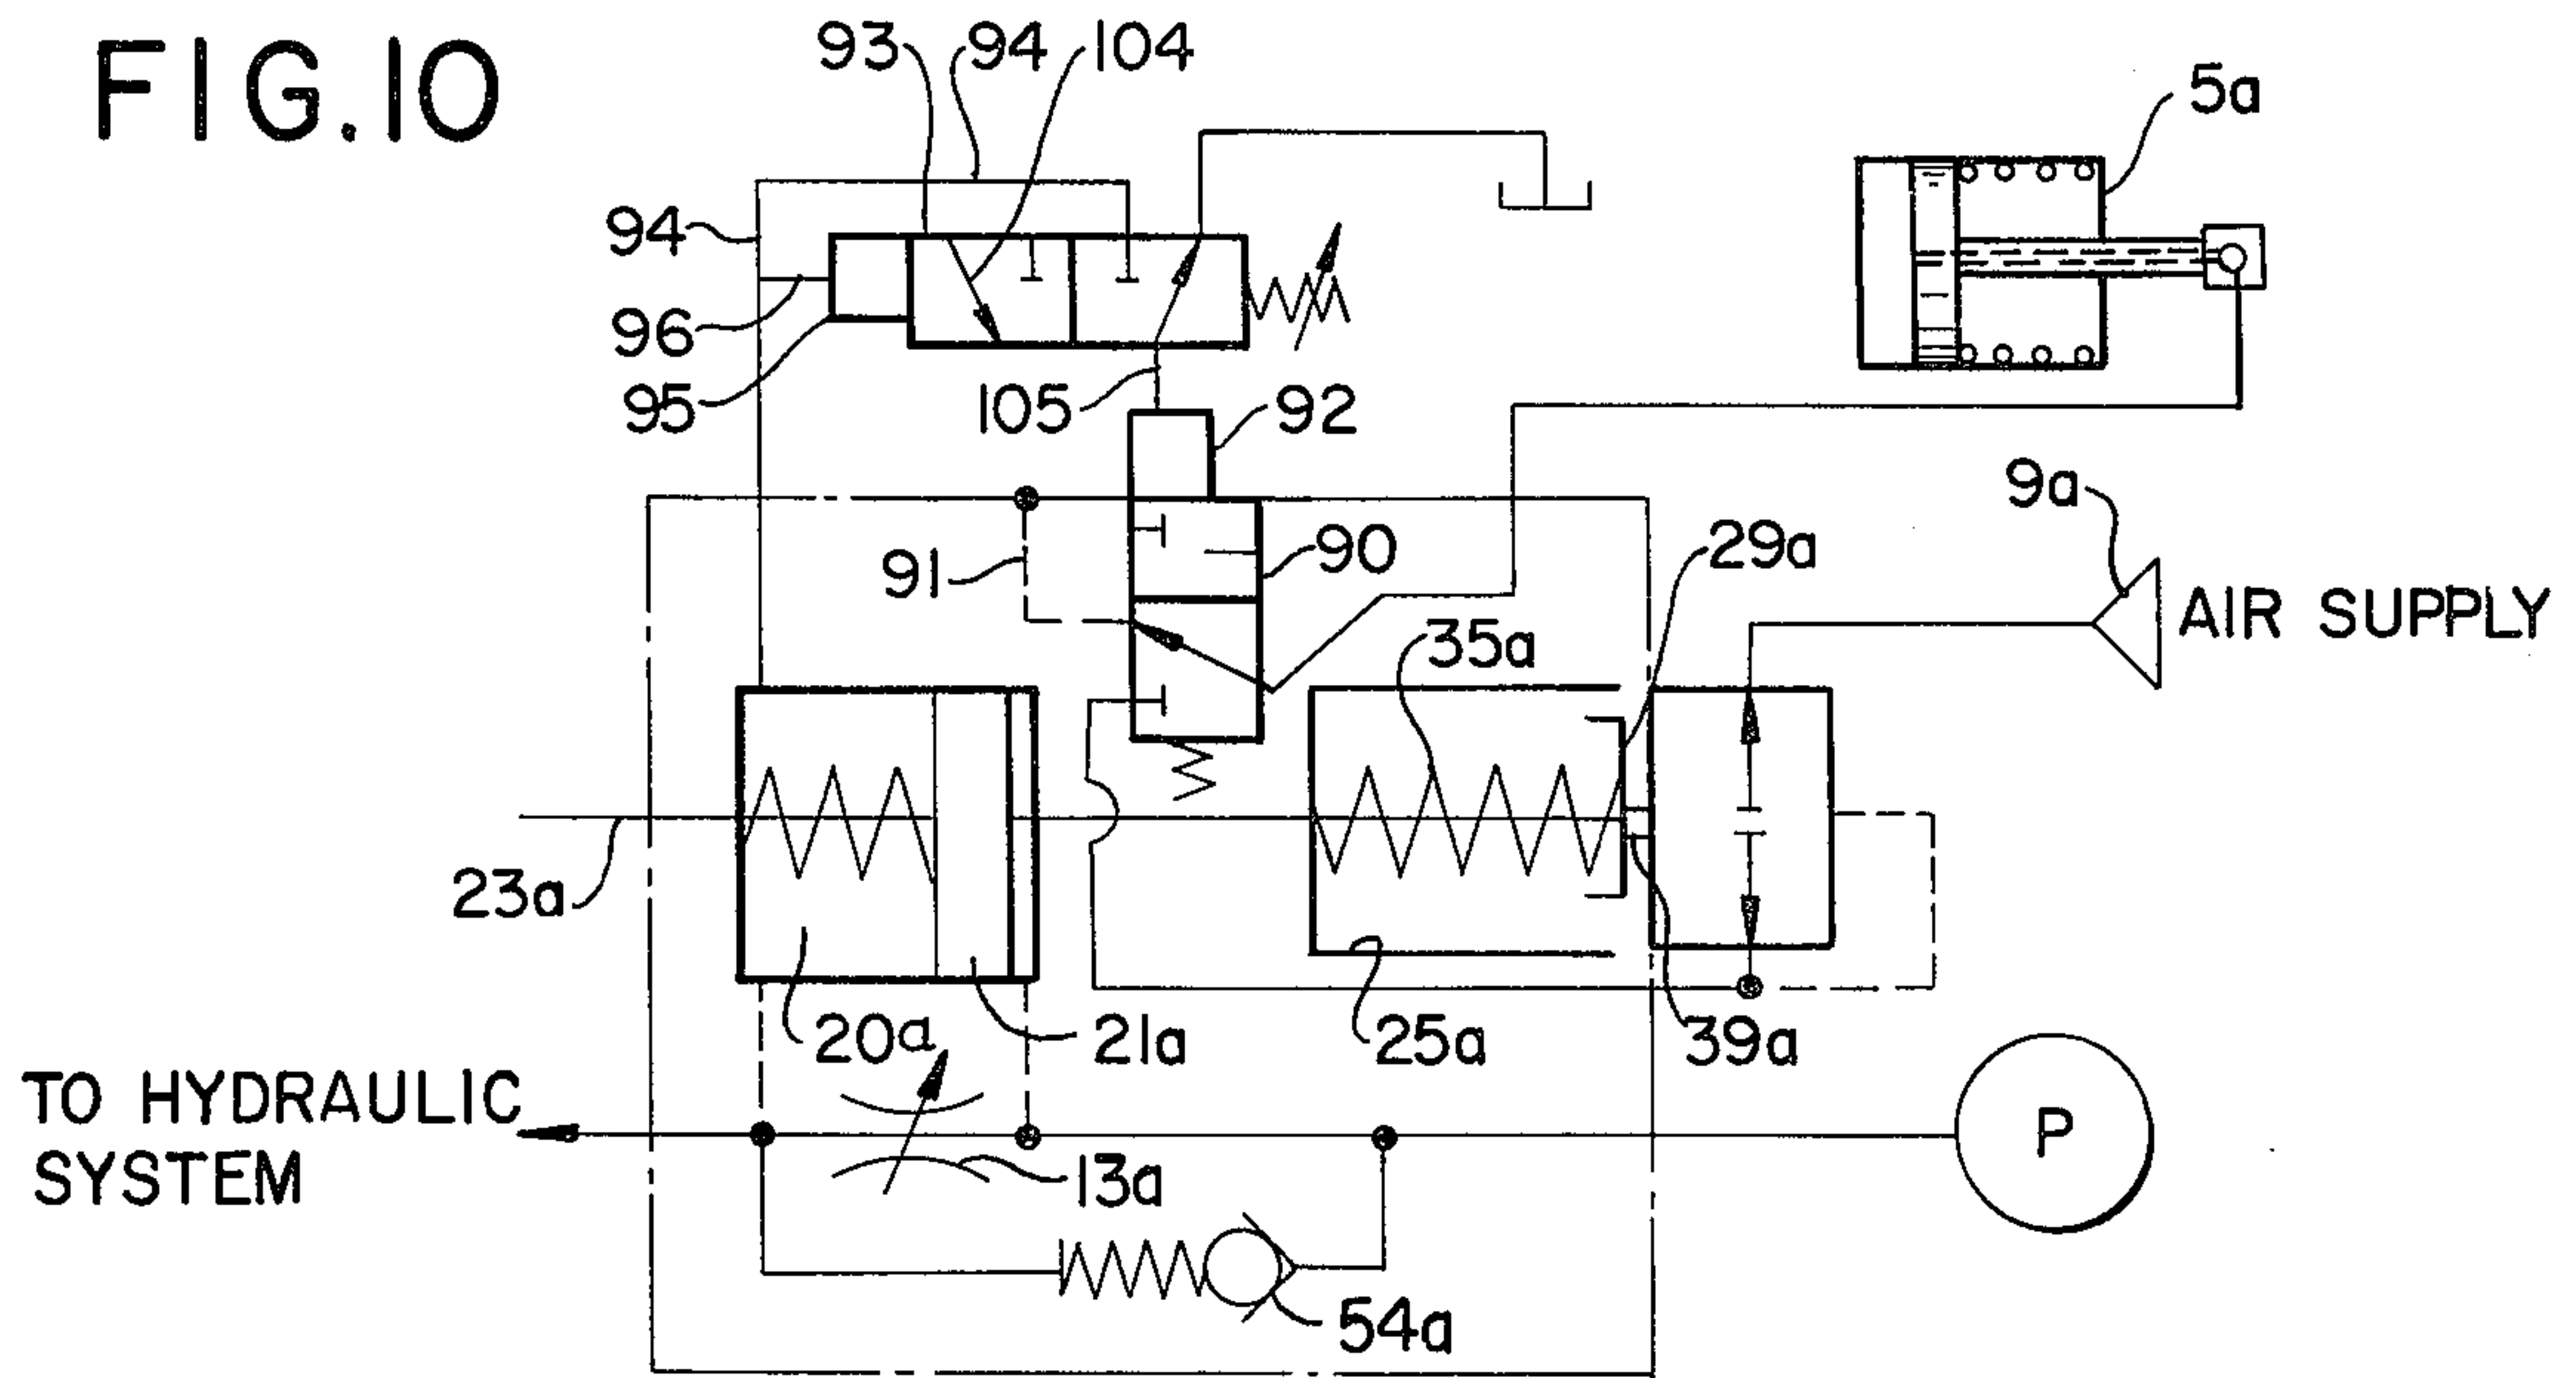 FIG.10
93 94 104
5a
94
96
95
105
92
9a
91
90
29a
AIR SUPPLY
35a
23a
20a
21a
25a
39a
TO HYDRAULIC
SYSTEM
P
13a
54a